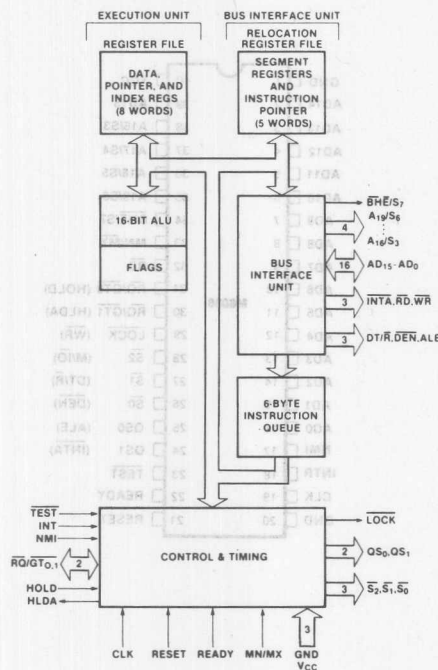 EXECUTION UNIT
BUS INTERFACE UNIT
REGISTER FILE
RELOCATION
REGISTER FILE
DATA,
POINTER, AND
INDEX REGS
(8 WORDS)
SEGMENT
REGISTERS
AND
INSTRUCTION
POINTER
(5 WORDS)
16-BIT ALU
FLAGS
BUS
INTERFACE
UNIT
BHE/S7
4
A19/S6
A16/S3
16
AD15-AD0
3
INTA,RD,WR
3
DT/R,DEN,ALE
6-BYTE
INSTRUCTION
QUEUE
TEST
INT
NMI
RQ/GT0,1
2
HOLD
HLDA
CONTROL & TIMING
LOCK
2
QS0,QS1
3
S2,S1,S0
CLK
RESET
READY
MN/MX
3
GND
VCC